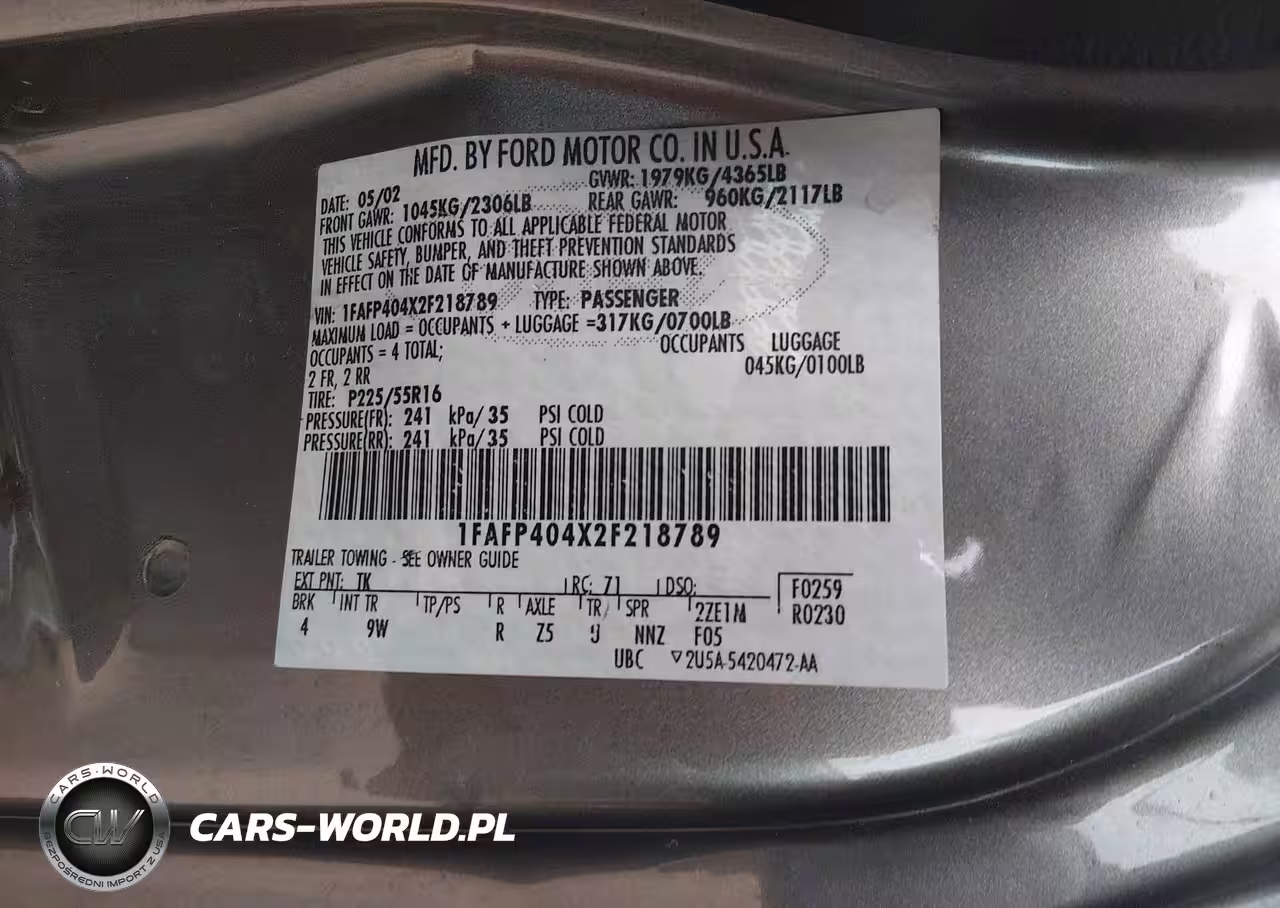 MFD. BY FORD MOTOR CO. IN U.S.A.
DATE: 05/02 GVWR: 1979KG/4365LB
FRONT GAWR: 1045KG/2306LB REAR GAWR: 960KG/2117LB
THIS VEHICLE CONFORMS TO ALL APPLICABLE FEDERAL MOTOR
VEHICLE SAFETY, BUMPER, AND THEFT PREVENTION STANDARDS
IN EFFECT ON THE DATE OF MANUFACTURE SHOWN ABOVE.
VIN: 1FAFP404X2F218789 TYPE: PASSENGER
MAXIMUM LOAD = OCCUPANTS + LUGGAGE =317KG/0700LB
OCCUPANTS = 4 TOTAL; OCCUPANTS LUGGAGE
2 FR, 2 RR 045KG/0100LB
TIRE: P225/55R16
PRESSURE(FR): 241 kPa/35 PSI COLD
PRESSURE(RR): 241 kPa/35 PSI COLD
1FAFP404X2F218789
TRAILER TOWING - SEE OWNER GUIDE
EXT PNT: TK RC: 71 DSO: F0259
BRK INT TR TP/PS R AXLE TR SPR 2ZE1M R0230
4 9W R Z5 NNZ F05
UBC 2U5A-5420472-AA
CARS-WORLD
CW
BEZPOŚREDNI IMPORT Z USA
CARS-WORLD.PL